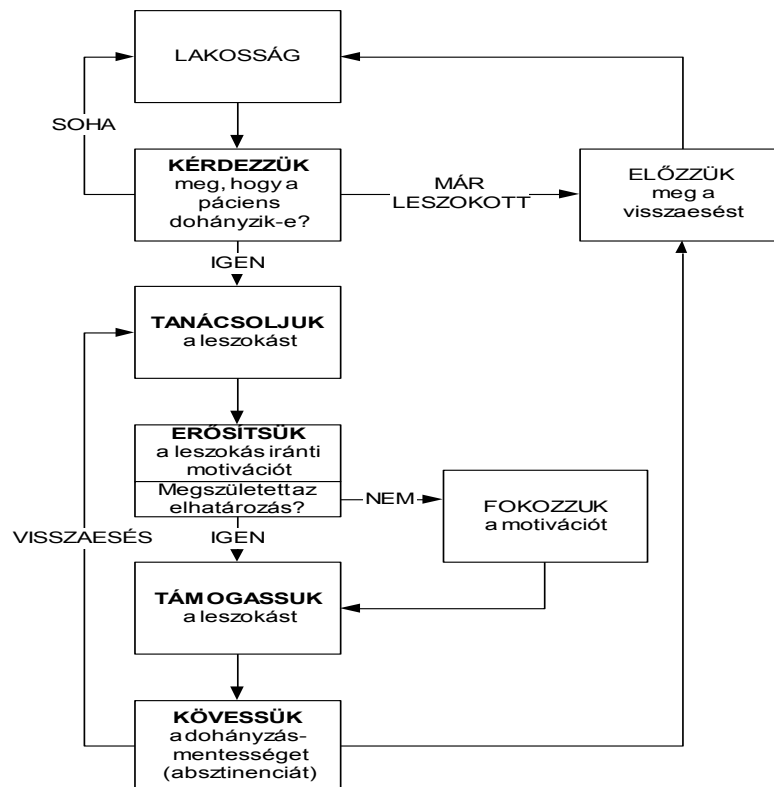 LAKOSSÁG
SOHA
KÉRDEZZÜK
meg, hogy a
páciens
dohányzik-e?
MÁR
LESZOKOTT
ELŐZZÜK
meg a
visszaesést
IGEN
TANÁCSOLJUK
a leszokást
ERŐSÍTSÜK
a leszokás iránti
motivációt
Megszületett az
elhatározás?
NEM
FOKOZZUK
a motivációt
VISSZAESÉS
IGEN
TÁMOGASSUK
a leszokást
KÖVESSÜK
a dohányzás-
mentességet
(absztinenciát)